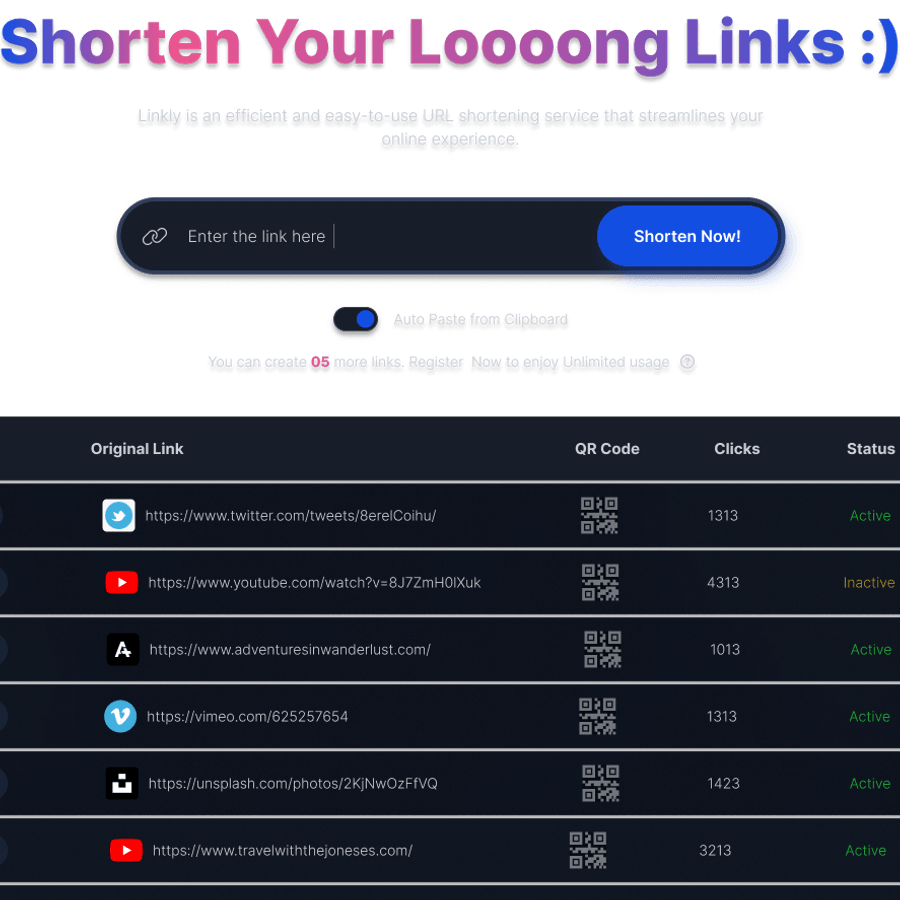 Shorten Your Loooong Links :)
Linkly is an efficient and easy-to-use URL shortening service that streamlines your
online experience.
Enter the link here
Shorten Now!
Auto Paste from Clipboard
You can create 05 more links. Register Now to enjoy Unlimited usage
Original Link QR Code Clicks Status
https://www.twitter.com/tweets/8erelCoihu/ 1313 Active
https://www.youtube.com/watch?v=8J7ZmH0lXuk 4313 Inactive
https://www.adventuresinwanderlust.com/ 1013 Active
https://vimeo.com/625257654 1313 Active
https://unsplash.com/photos/2KjNwOzFfVQ 1423 Active
https://www.travelwiththejoneses.com/ 3213 Active